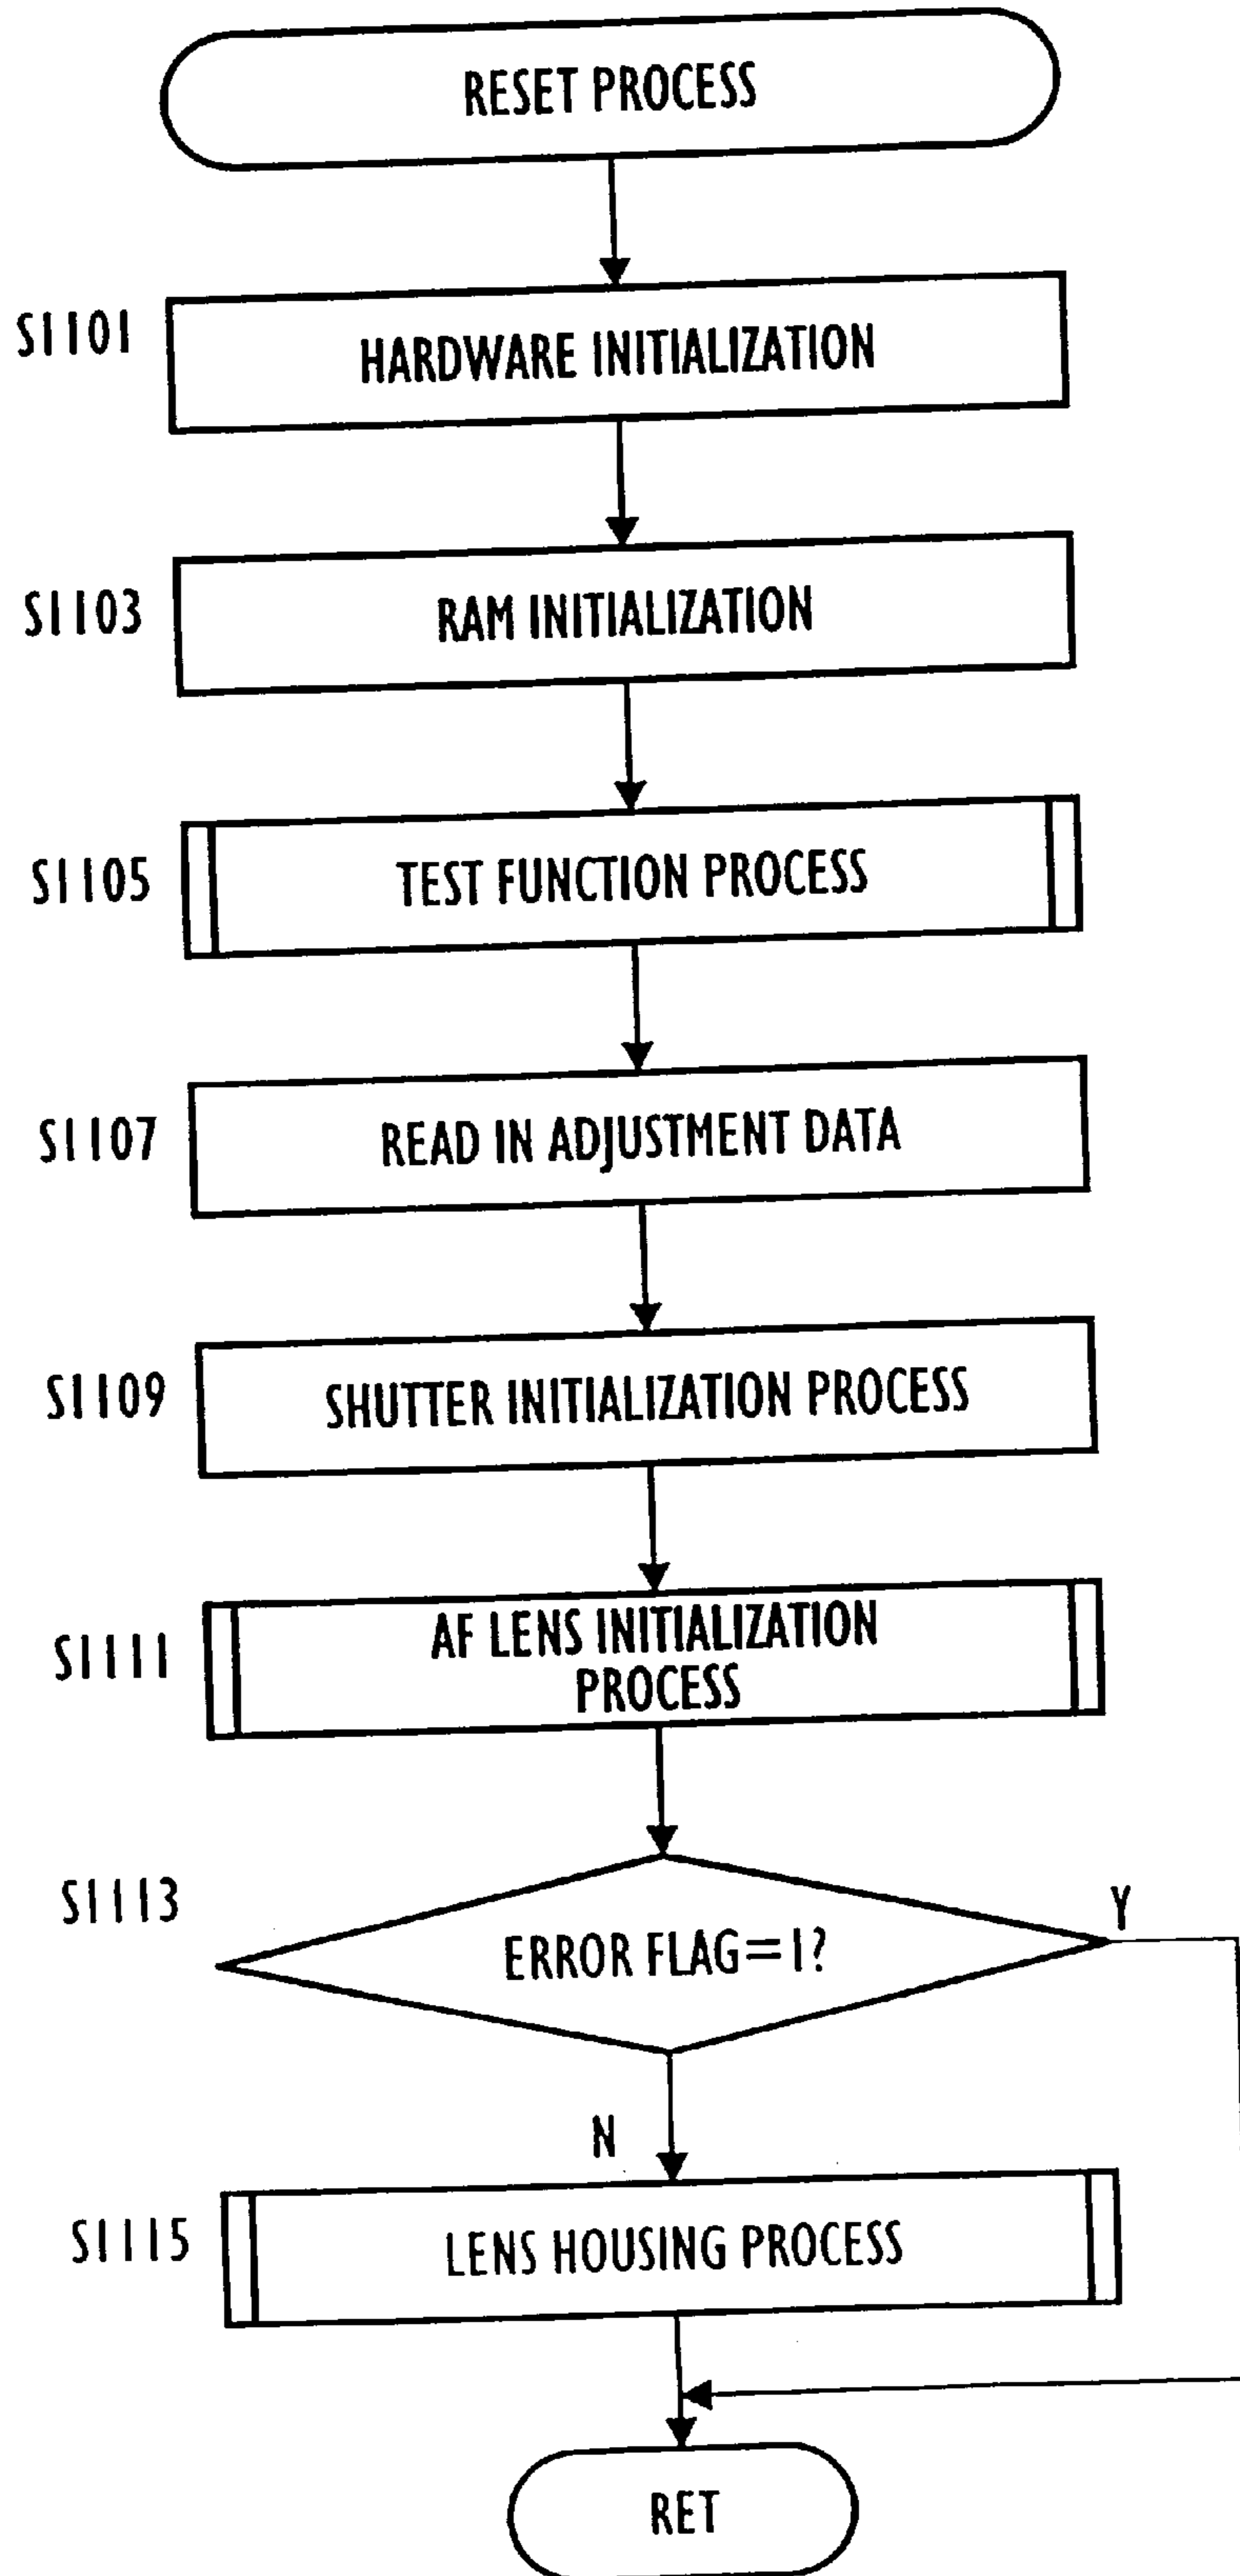 RESET PROCESS
S1101
HARDWARE INITIALIZATION
S1103
RAM INITIALIZATION
S1105
TEST FUNCTION PROCESS
S1107
READ IN ADJUSTMENT DATA
S1109
SHUTTER INITIALIZATION PROCESS
S1111
AF LENS INITIALIZATION
PROCESS
S1113
ERROR FLAG=1?
Y
N
S1115
LENS HOUSING PROCESS
RET